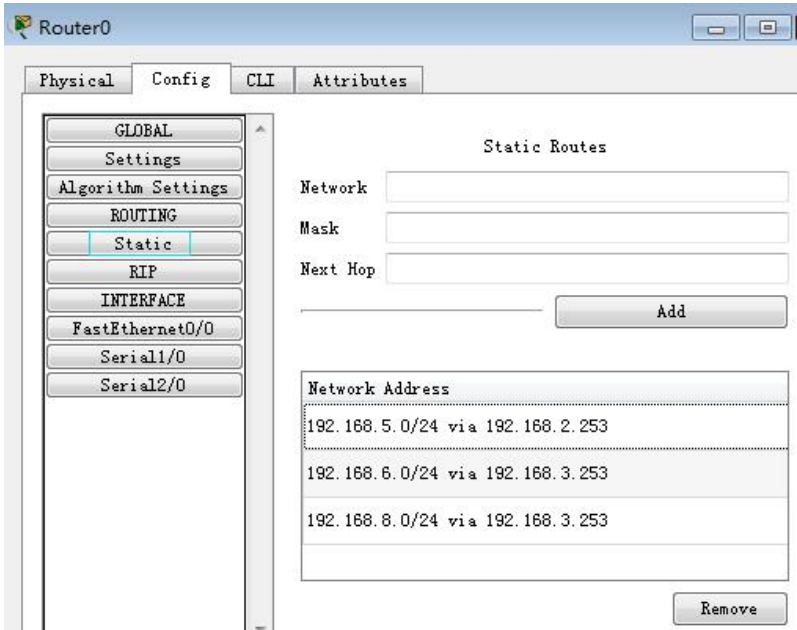 Router0
Physical Config CLI Attributes
GLOBAL
Settings
Algorithm Settings
ROUTING
Static
RIP
INTERFACE
FastEthernet0/0
Serial1/0
Serial2/0
Static Routes
Network
Mask
Next Hop
Add
Network Address
192.168.5.0/24 via 192.168.2.253
192.168.6.0/24 via 192.168.3.253
192.168.8.0/24 via 192.168.3.253
Remove